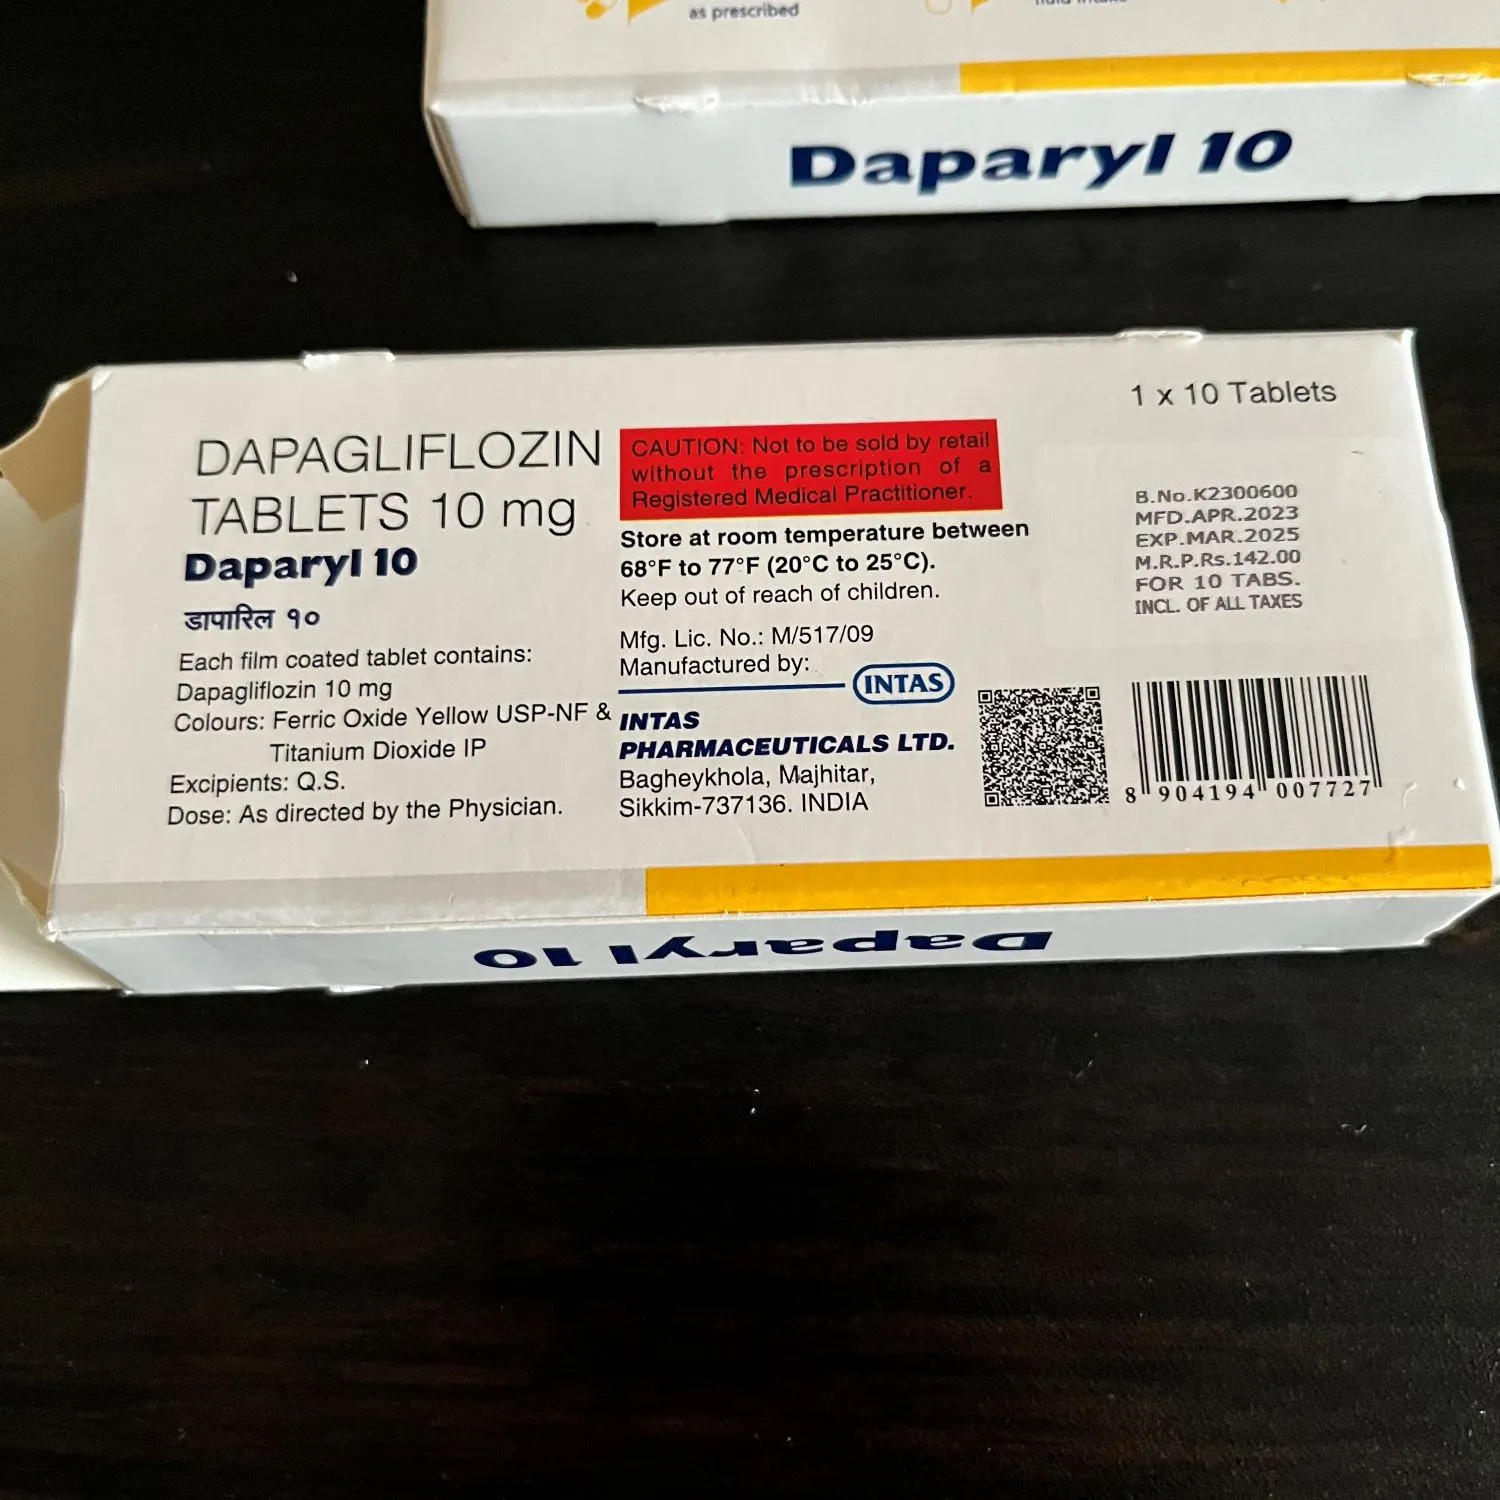 as prescribed
Daparyl 10
1 x 10 Tablets
DAPAGLIFLOZIN
TABLETS 10 mg
Daparyl 10
डापारिल १०
Each film coated tablet contains:
Dapagliflozin 10 mg
Colours: Ferric Oxide Yellow USP-NF &
Titanium Dioxide IP
Excipients: Q.S.
Dose: As directed by the Physician.
CAUTION: Not to be sold by retail
without the prescription of a
Registered Medical Practitioner.
Store at room temperature between
68°F to 77°F (20°C to 25°C).
Keep out of reach of children.
Mfg. Lic. No.: M/517/09
Manufactured by:
INTAS
INTAS
PHARMACEUTICALS LTD.
Bagheykhola, Majhitar,
Sikkim-737136. INDIA
B.No.K2300600
MFD.APR.2023
EXP.MAR.2025
M.R.P.Rs.142.00
FOR 10 TABS.
INCL. OF ALL TAXES
8 904194 007727
Daparyl 10